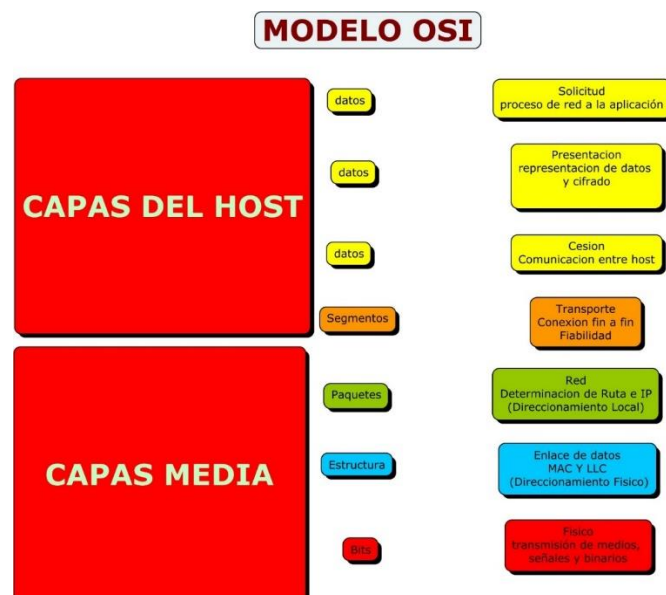 MODELO OSI
CAPAS DEL HOST
datos
Solicitud
proceso de red a la aplicación
datos
Presentacion
representacion de datos
y cifrado
datos
Cesion
Comunicacion entre host
Segmentos
Transporte
Conexion fin a fin
Fiabilidad
CAPAS MEDIA
Paquetes
Red
Determinacion de Ruta e IP
(Direccionamiento Local)
Estructura
Enlace de datos
MAC Y LLC
(Direccionamiento Fisico)
Bits
Fisico
transmisión de medios,
señales y binarios